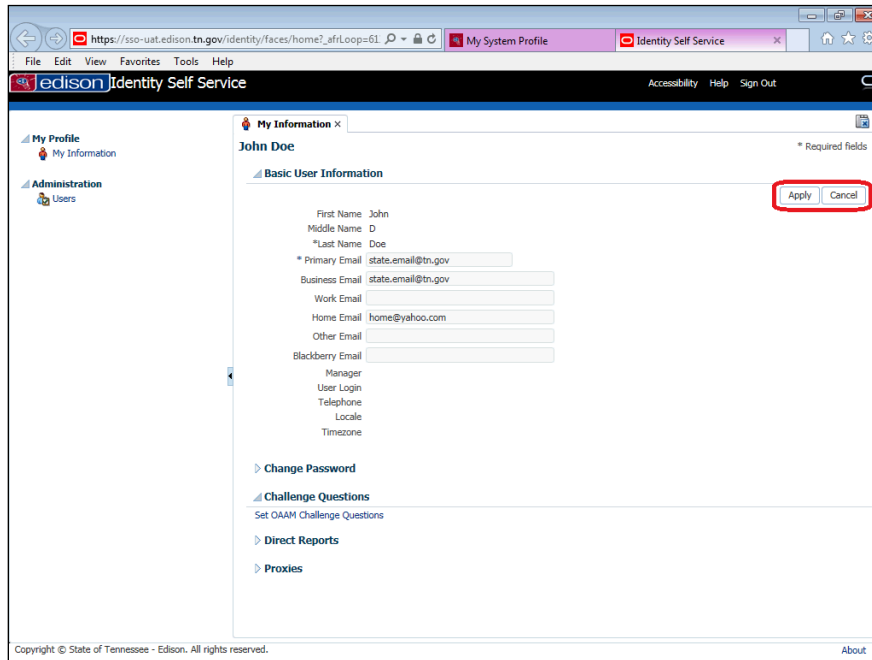 https://sso-uat.edison.tn.gov/identity/faces/home?_afrLoop=61
My System Profile
Identity Self Service
File Edit View Favorites Tools Help
edison Identity Self Service
Accessibility Help Sign Out
My Information
My Profile
My Information
John Doe
* Required fields
Basic User Information
Administration
Users
Apply Cancel
First Name John
Middle Name D
*Last Name Doe
* Primary Email state.email@tn.gov
Business Email state.email@tn.gov
Work Email
Home Email home@yahoo.com
Other Email
Blackberry Email
Manager
User Login
Telephone
Locale
Timezone
Change Password
Challenge Questions
Set OAAM Challenge Questions
Direct Reports
Proxies
Copyright © State of Tennessee - Edison. All rights reserved.
About